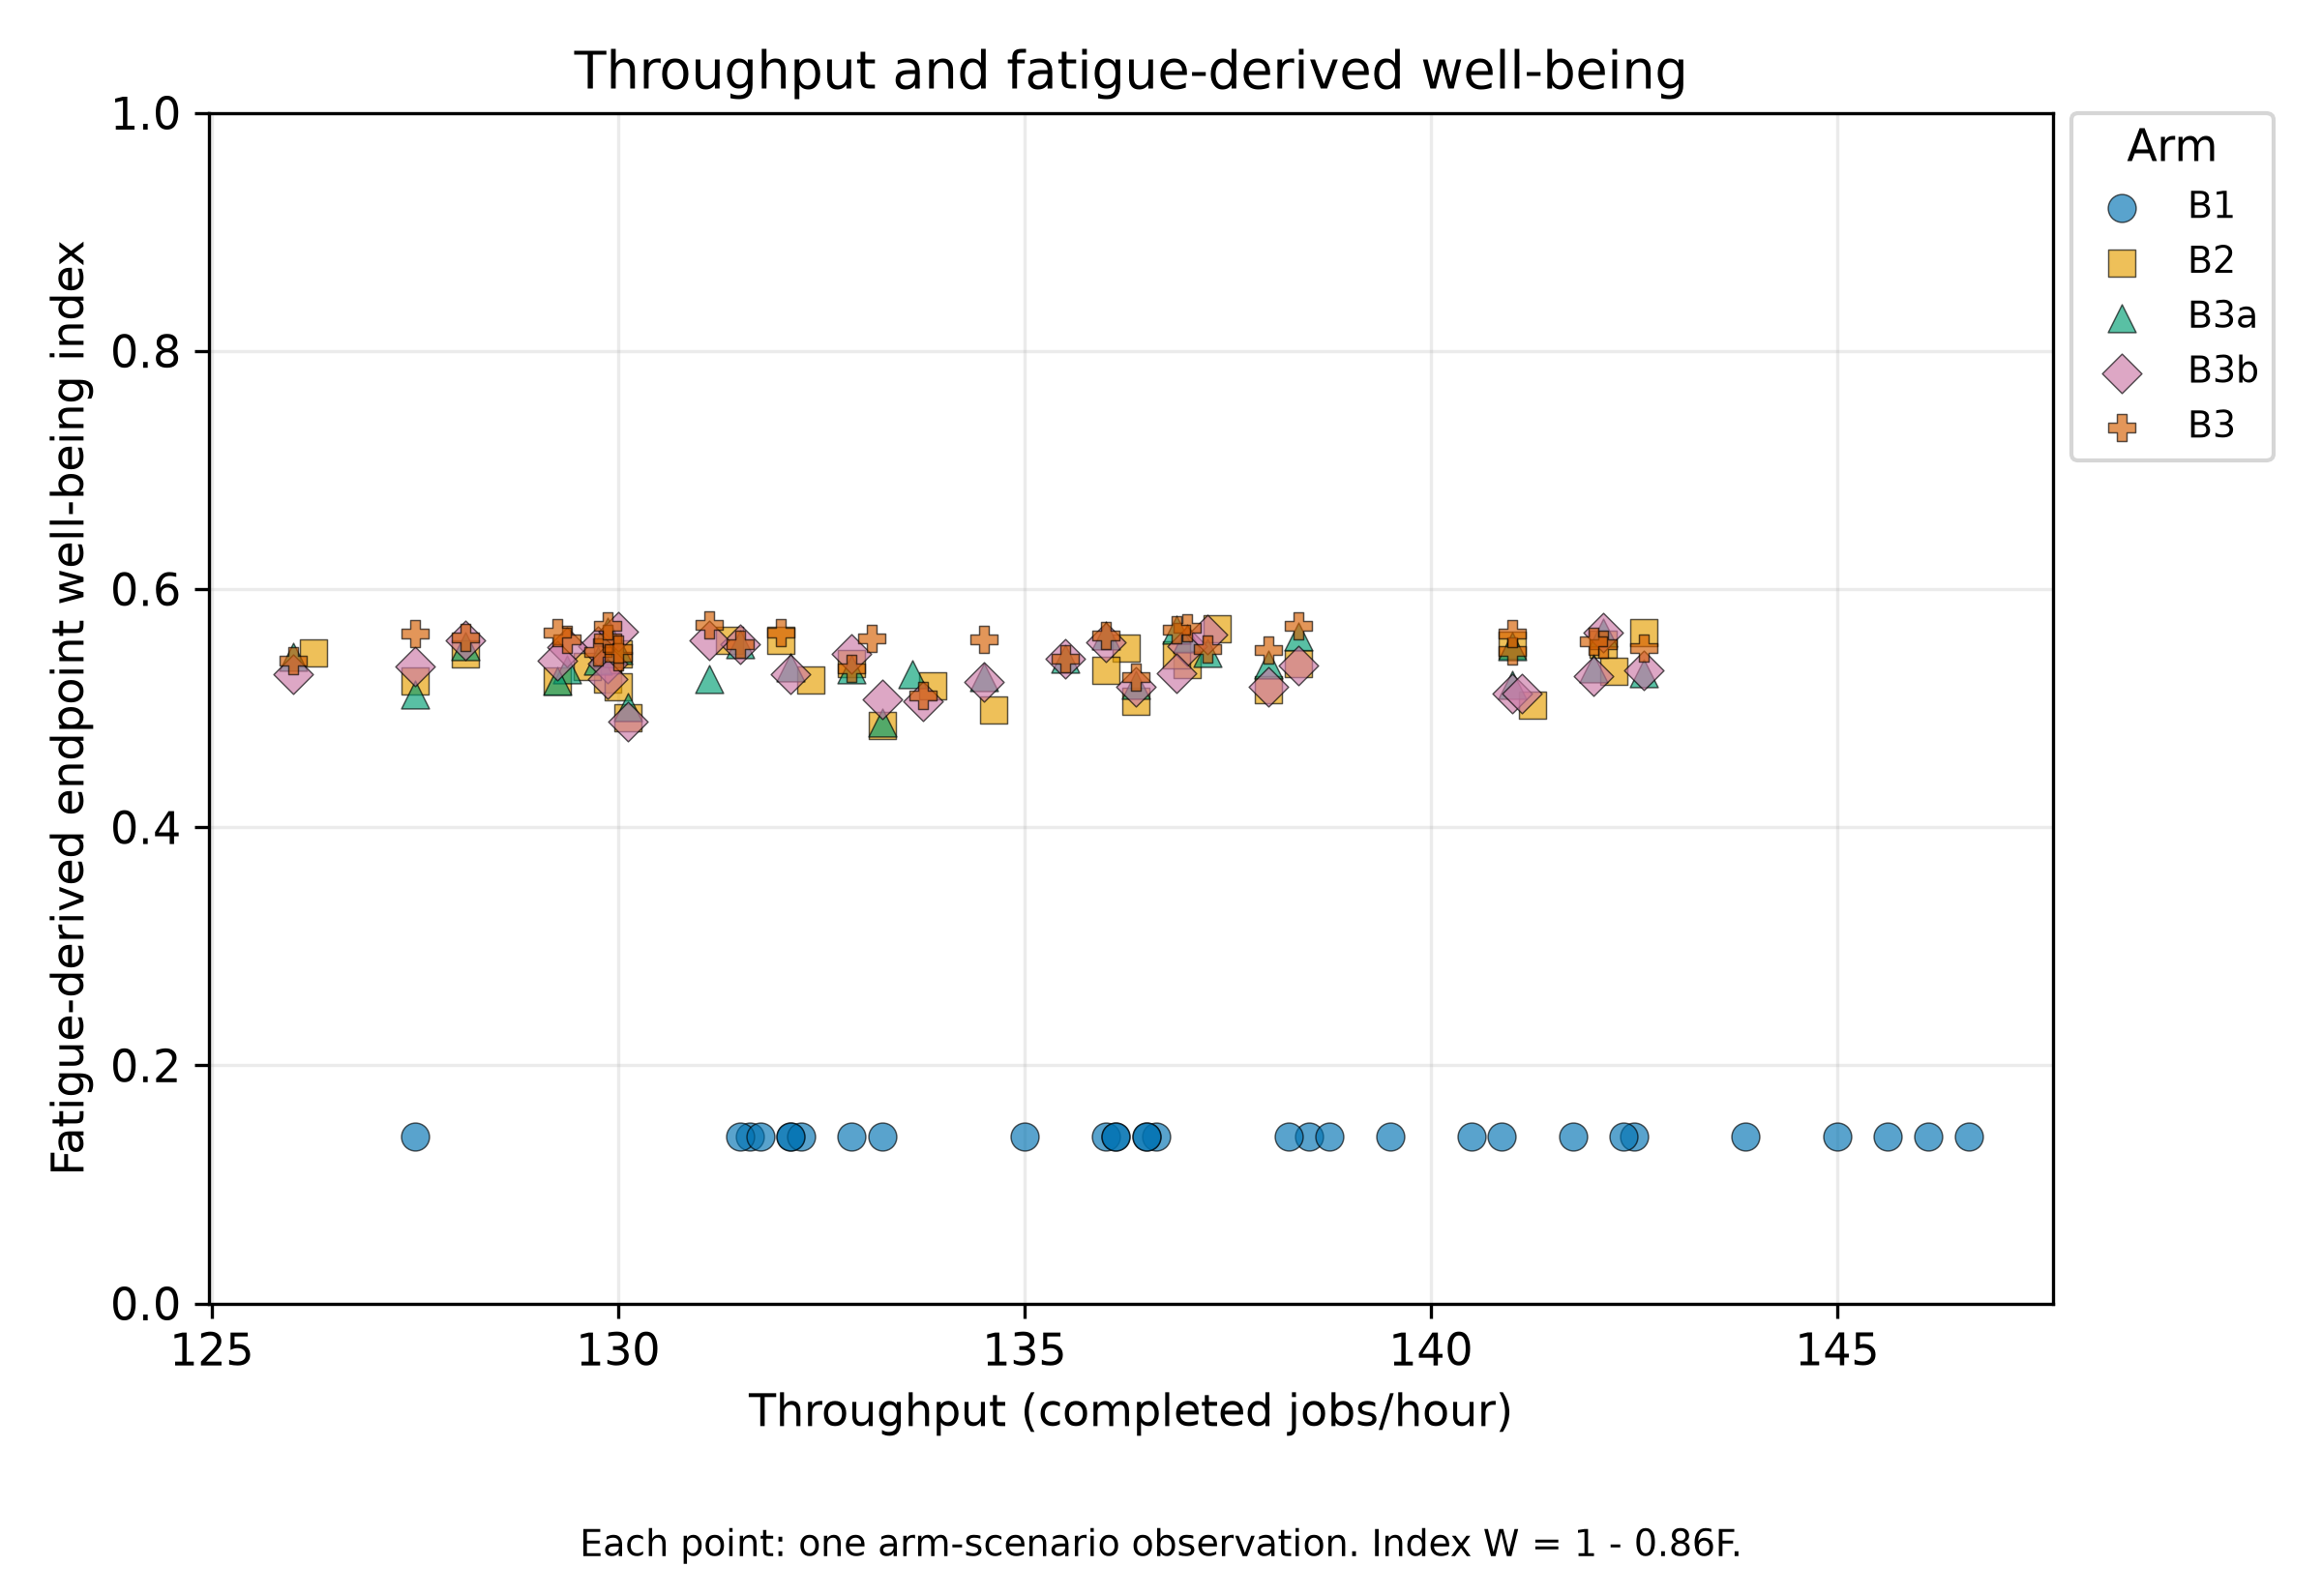 Throughput and fatigue-derived well-being
Fatigue-derived endpoint well-being index
1.0
0.8
0.6
0.4
0.2
0.0
125
130
135
140
145
Throughput (completed jobs/hour)
Arm
B1
B2
B3a
B3b
B3
Each point: one arm-scenario observation. Index W = 1 - 0.86F.